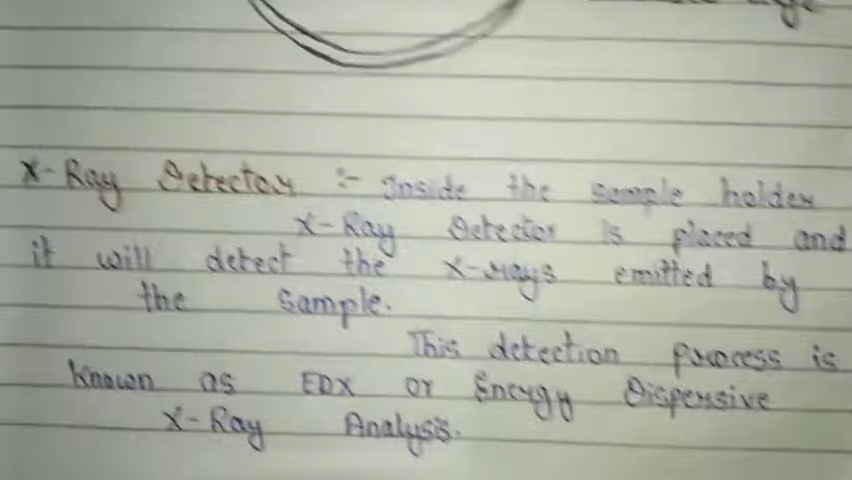 X-Ray Detector :- Inside the sample holder
X-Ray Detector is placed and
it will detect the X-rays emitted by
the sample.
This detection process is
known as EDX or Energy Dispersive
X-Ray Analysis.